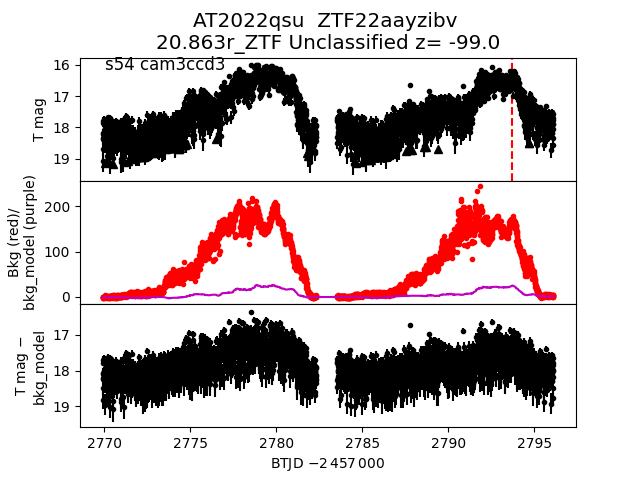 AT2022qsu  ZTF22aayzibv
20.863r_ZTF Unclassified z= -99.0
s54 cam3ccd3
T mag
16
17
18
19
Bkg (red)/
bkg_model (purple)
200
100
0
T mag −
bkg_model
17
18
19
2770
2775
2780
2785
2790
2795
BTJD −2 457 000